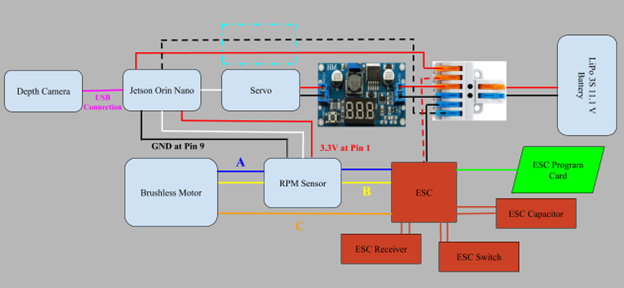 LiPo 3S 11.1 V
Battery
Depth Camera
USB
Connection
Jetson Orin Nano
Servo
HM
GND at Pin 9
3.3V at Pin 1
A
Brushless Motor
RPM Sensor
B
C
ESC
ESC Program
Card
ESC Capacitor
ESC Receiver
ESC Switch